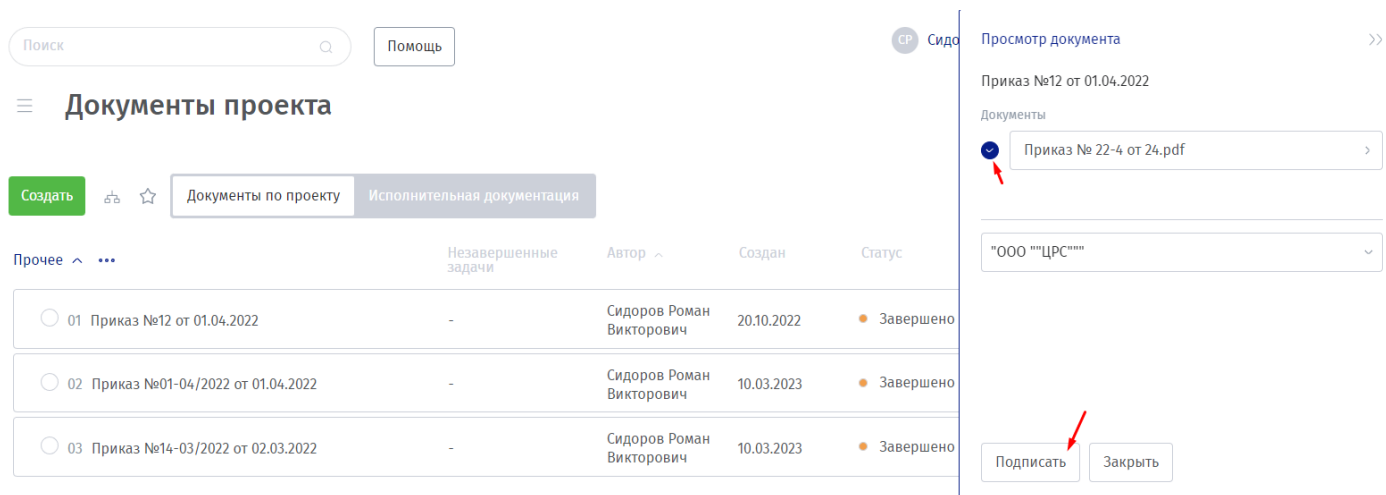 Поиск
Помощь
СР Сидо
Документы проекта
Создать
Документы по проекту
Исполнительная документация
Прочее
Незавершенные
задачи
Автор
Создан
Статус
01 Приказ №12 от 01.04.2022
-
Сидоров Роман
Викторович
20.10.2022
Завершено
02 Приказ №01-04/2022 от 01.04.2022
-
Сидоров Роман
Викторович
10.03.2023
Завершено
03 Приказ №14-03/2022 от 02.03.2022
-
Сидоров Роман
Викторович
10.03.2023
Завершено
Просмотр документа
Приказ №12 от 01.04.2022
Документы
Приказ № 22-4 от 24.pdf
"ООО ""ЦРС"""
Подписать
Закрыть